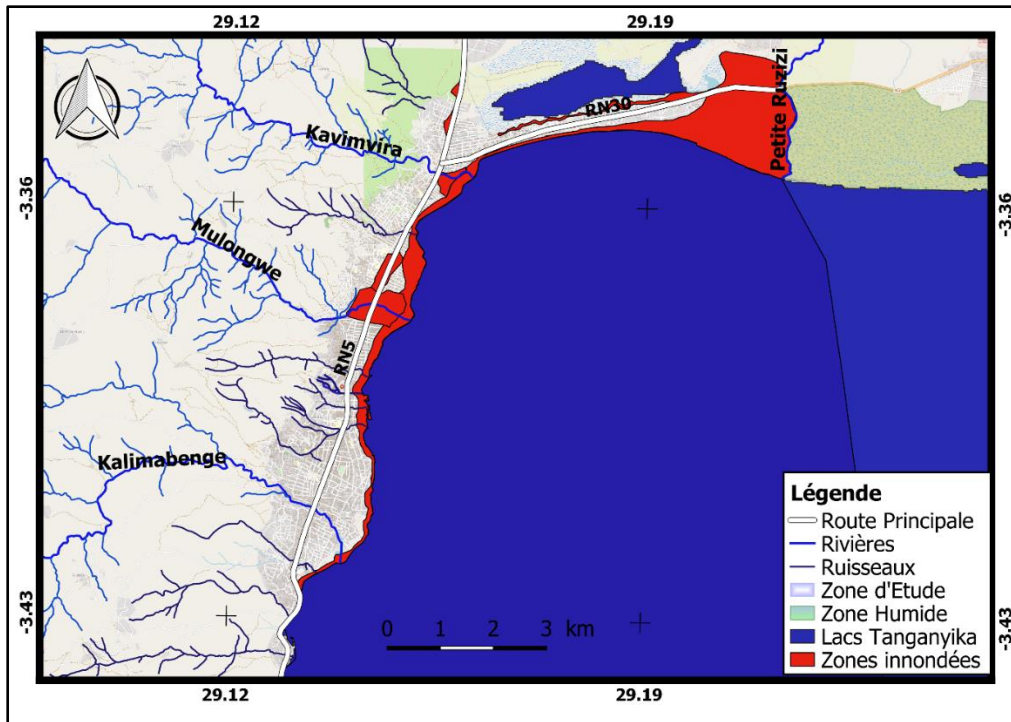 29.12
29.19
RN30
Petite Ruzizi
Kavimvira
-3.36
-3.36
Mulongwe
RN5
Kalimabenge
Légende
Route Principale
Rivières
Ruisseaux
Zone d'Etude
Zone Humide
Lacs Tanganyika
Zones innondées
-3.43
-3.43
0 1 2 3 km
29.12
29.19